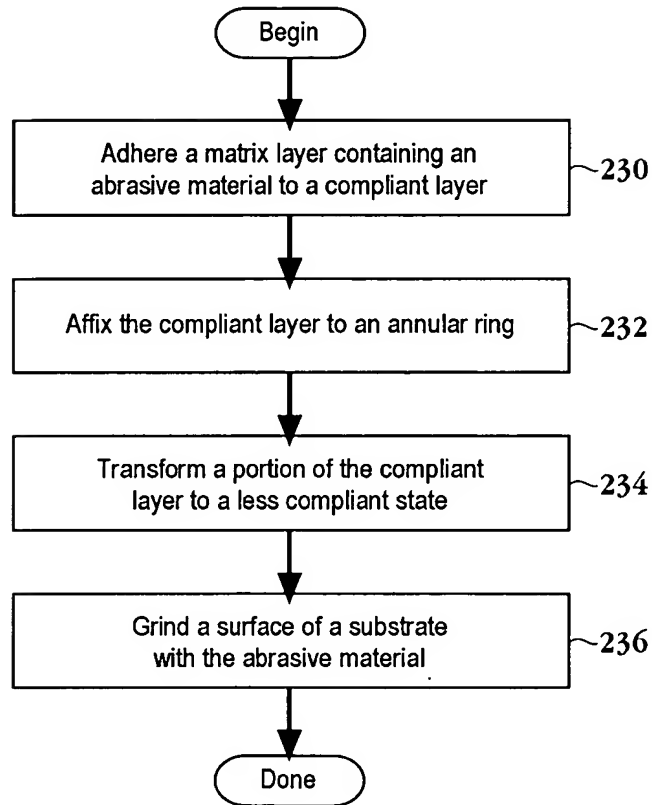 Begin
Adhere a matrix layer containing an
abrasive material to a compliant layer
230
Affix the compliant layer to an annular ring
232
Transform a portion of the compliant
layer to a less compliant state
234
Grind a surface of a substrate
with the abrasive material
236
Done